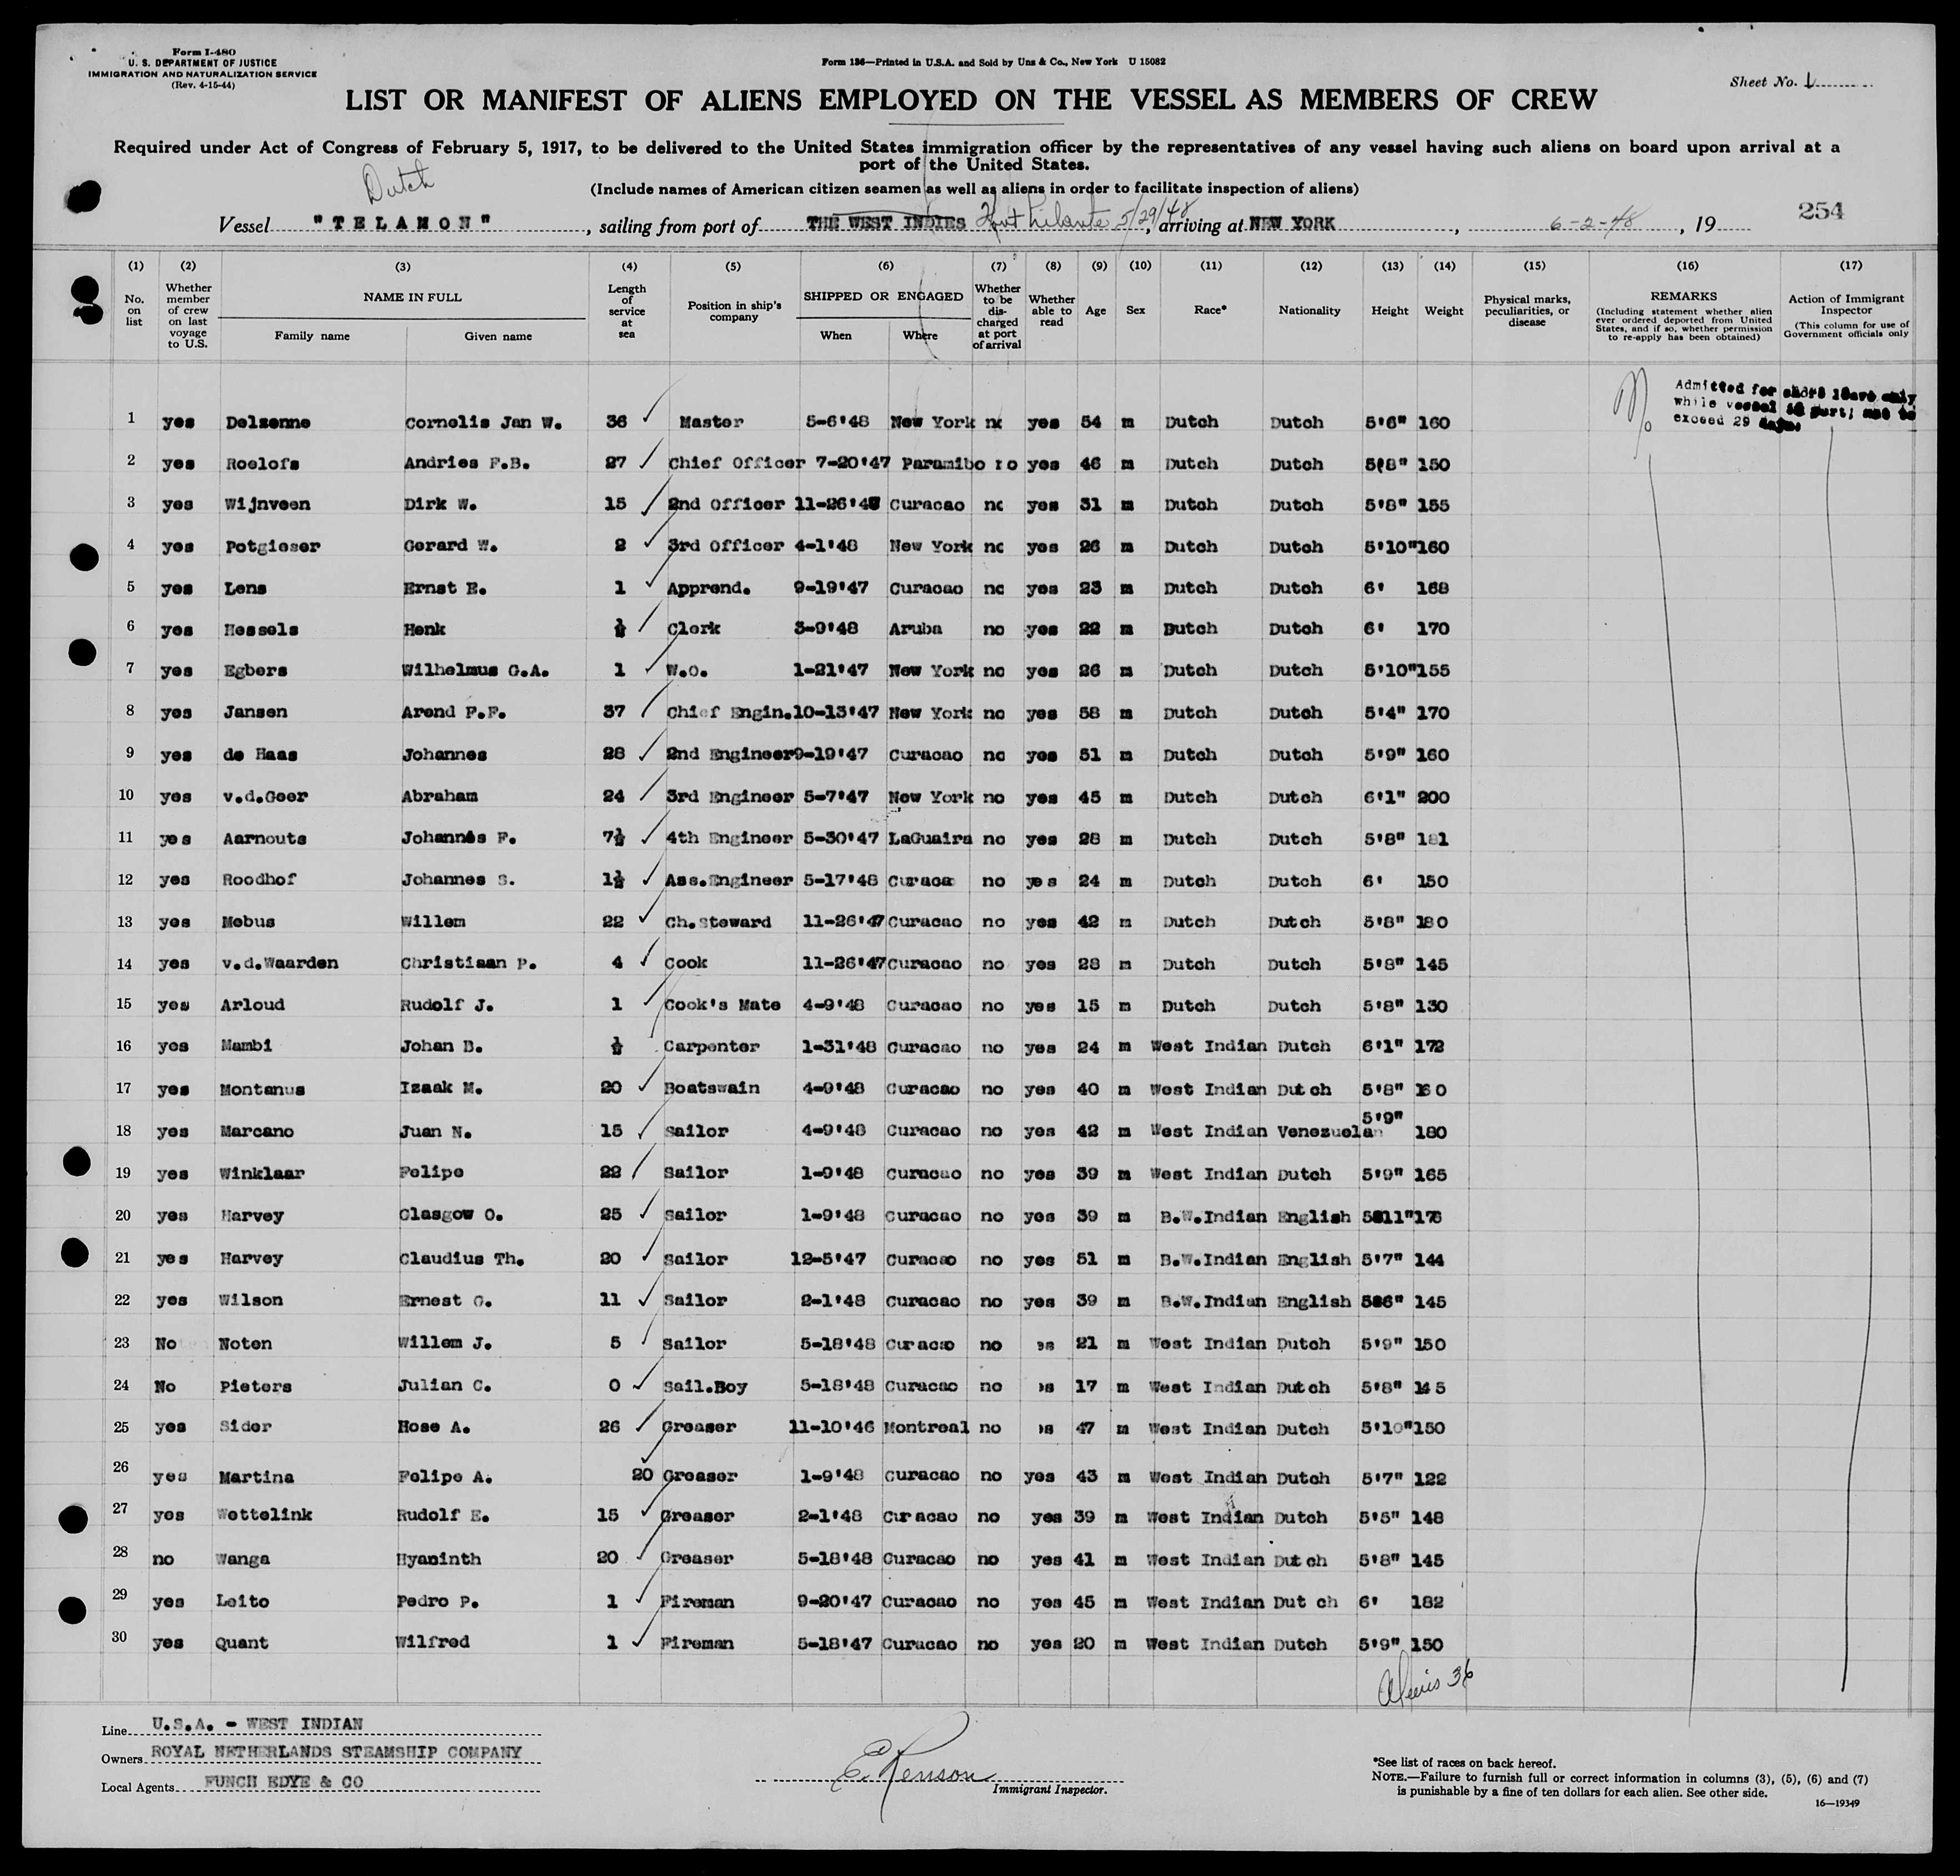 Form I-480
U. S. DEPARTMENT OF JUSTICE
IMMIGRATION AND NATURALIZATION SERVICE
(Rev. 4-15-44)
Form 136—Printed in U.S.A. and Sold by Unz & Co., New York U 15082
Sheet No. 1
LIST OR MANIFEST OF ALIENS EMPLOYED ON THE VESSEL AS MEMBERS OF CREW
Required under Act of Congress of February 5, 1917, to be delivered to the United States immigration officer by the representatives of any vessel having such aliens on board upon arrival at a
port of the United States.
Dutch
(Include names of American citizen seamen as well as aliens in order to facilitate inspection of aliens)
Vessel "TELAMON", sailing from port of THE WEST INDIES 5/29/48, arriving at NEW YORK, 6-2-48, 19
254
(1) (2) (3) (4) (5) (6) (7) (8) (9) (10) (11) (12) (13) (14) (15) (16) (17)
No. on list
Whether member of crew on last voyage to U.S.
NAME IN FULL
Family name Given name
Length of service at sea
Position in ship's company
SHIPPED OR ENGAGED
When Where
Whether to be discharged at port of arrival
Whether able to read
Age
Sex
Race*
Nationality
Height
Weight
Physical marks, peculiarities, or disease
REMARKS
(Including statement whether alien ever ordered deported from United States, and if so, whether permission to re-apply has been obtained)
Action of Immigrant Inspector
(This column for use of Government officials only)
Admitted for short leave only
while vessel in port; not to
exceed 29 days.
1 yes Delzenne Cornelis Jan W. 36 Master 5-6'48 New York no yes 54 m Dutch Dutch 5'6" 160
2 yes Roelofs Andries F.B. 27 Chief Officer 7-20'47 Paramibo no yes 46 m Dutch Dutch 5'8" 150
3 yes Wijnveen Dirk W. 15 2nd Officer 11-26'47 Curacao no yes 31 m Dutch Dutch 5'8" 155
4 yes Potgieser Gerard W. 2 3rd Officer 4-1'48 New York no yes 26 m Dutch Dutch 5'10" 160
5 yes Lens Ernst E. 1 Apprend. 9-19'47 Curacao no yes 23 m Dutch Dutch 6' 168
6 yes Hessels Henk ½ Clerk 3-9'48 Aruba no yes 22 m Dutch Dutch 6' 170
7 yes Egbers Wilhelmus G.A. 1 W.O. 1-21'47 New York no yes 26 m Dutch Dutch 5'10" 155
8 yes Jansen Arend P.F. 37 Chief Engin. 10-13'47 New York no yes 58 m Dutch Dutch 5'4" 170
9 yes de Haas Johannes 28 2nd Engineer 9-19'47 Curacao no yes 51 m Dutch Dutch 5'9" 160
10 yes v.d.Geer Abraham 24 3rd Engineer 5-7'47 New York no yes 45 m Dutch Dutch 6'1" 200
11 yes Aarnouts Johannes F. 7½ 4th Engineer 5-30'47 LaGuaira no yes 28 m Dutch Dutch 5'8" 181
12 yes Roodhof Johannes S. 1½ Ass.Engineer 5-17'48 Curaca no yes 24 m Dutch Dutch 6' 150
13 yes Mebus Willem 22 Ch.steward 11-26'47 Curacao no yes 42 m Dutch Dutch 5'8" 180
14 yes v.d.Waarden Christiaan P. 4 Cook 11-26'47 Curacao no yes 28 m Dutch Dutch 5'8" 145
15 yes Arloud Rudolf J. 1 Cook's Mate 4-9'48 Curacao no yes 15 m Dutch Dutch 5'8" 130
16 yes Mambi Johan B. ½ Carpenter 1-31'48 Curacao no yes 24 m West Indian Dutch 6'1" 172
17 yes Montanus Izaak M. 20 Boatswain 4-9'48 Curacao no yes 40 m West Indian Dutch 5'8" 160
18 yes Marcano Juan N. 15 Sailor 4-9'48 Curacao no yes 42 m West Indian Venezuelan 5'9" 180
19 yes Winklaar Felipe 22 Sailor 1-9'48 Curacao no yes 39 m West Indian Dutch 5'9" 165
20 yes Harvey Glasgow O. 25 Sailor 1-9'48 Curacao no yes 39 m B.W.Indian English 5'11" 176
21 yes Harvey Claudius Th. 20 Sailor 12-5'47 Curacao no yes 51 m B.W.Indian English 5'7" 144
22 yes Wilson Ernest G. 11 Sailor 2-1'48 Curacao no yes 39 m B.W.Indian English 5'6" 145
23 No Noten Willem J. 5 Sailor 5-18'48 Curacao no es 21 m West Indian Dutch 5'9" 150
24 No Pieters Julian C. 0 Sail.Boy 5-18'48 Curacao no es 17 m West Indian Dutch 5'8" 145
25 yes Sider Hose A. 26 Greaser 11-10'46 Montreal no es 47 m West Indian Dutch 5'10" 150
26 yes Martina Felipe A. 20 Greaser 1-9'48 Curacao no yes 43 m West Indian Dutch 5'7" 122
27 yes Wettelink Rudolf E. 15 Greaser 2-1'48 Curacao no yes 39 m West Indian Dutch 5'5" 148
28 no Wanga Hyaninth 20 Greaser 5-18'48 Curacao no yes 41 m West Indian Dutch 5'8" 145
29 yes Leito Pedro P. 1 Fireman 9-20'47 Curacao no yes 45 m West Indian Dutch 6' 182
30 yes Quant Wilfred 1 Fireman 5-18'47 Curacao no yes 20 m West Indian Dutch 5'9" 150
Aliens 36
Line U.S.A. - WEST INDIAN
Owners ROYAL NETHERLANDS STEAMSHIP COMPANY
Local Agents FUNCH EDYE & CO
E. Renson
Immigrant Inspector.
*See list of races on back hereof.
NOTE.—Failure to furnish full or correct information in columns (3), (5), (6) and (7)
is punishable by a fine of ten dollars for each alien. See other side.
16—19349